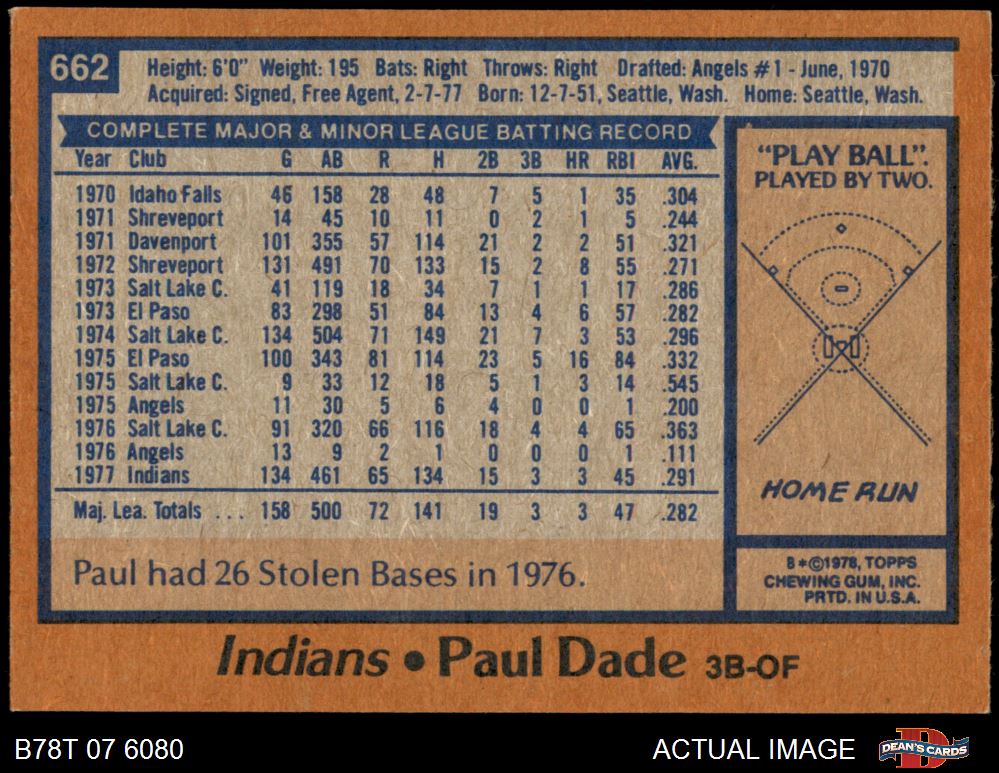 662
Height: 6'0" Weight: 195 Bats: Right Throws: Right Drafted: Angels #1 - June, 1970
Acquired: Signed, Free Agent, 2-7-77 Born: 12-7-51, Seattle, Wash. Home: Seattle, Wash.
COMPLETE MAJOR & MINOR LEAGUE BATTING RECORD
Year Club G AB R H 2B 3B HR RBI AVG.
1970 Idaho Falls 46 158 28 48 7 5 1 35 .304
1971 Shreveport 14 45 10 11 0 2 1 5 .244
1971 Davenport 101 355 57 114 21 2 2 51 .321
1972 Shreveport 131 491 70 133 15 2 8 55 .271
1973 Salt Lake C. 41 119 18 34 7 1 1 17 .286
1973 El Paso 83 298 51 84 13 4 6 57 .282
1974 Salt Lake C. 134 504 71 149 21 7 3 53 .296
1975 El Paso 100 343 81 114 23 5 16 84 .332
1975 Salt Lake C. 9 33 12 18 5 1 3 14 .545
1975 Angels 11 30 5 6 4 0 0 1 .200
1976 Salt Lake C. 91 320 66 116 18 4 4 65 .363
1976 Angels 13 9 2 1 0 0 0 1 .111
1977 Indians 134 461 65 134 15 3 3 45 .291
Maj. Lea. Totals ... 158 500 72 141 19 3 3 47 .282
Paul had 26 Stolen Bases in 1976.
"PLAY BALL".
PLAYED BY TWO.
HOME RUN
B*©1978, TOPPS
CHEWING GUM, INC.
PRTD. IN U.S.A.
Indians • Paul Dade 3B-OF
B78T 07 6080
ACTUAL IMAGE
DEAN'S CARDS